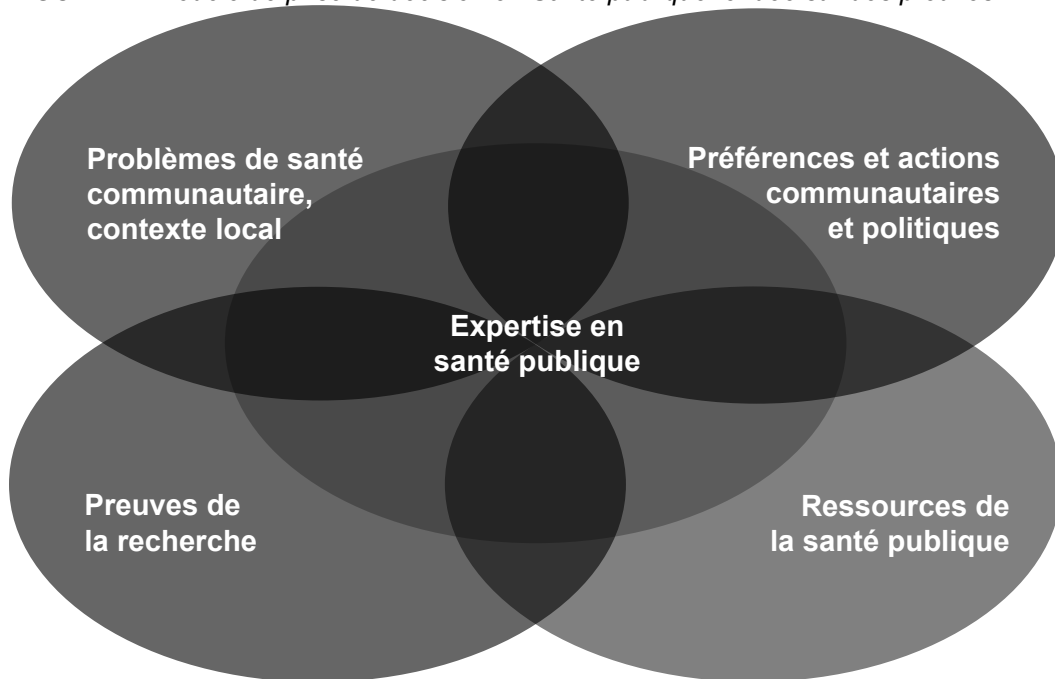 Problèmes de santé
communautaire,
contexte local
Préférences et actions
communautaires
et politiques
Expertise en
santé publique
Preuves de
la recherche
Ressources de
la santé publique